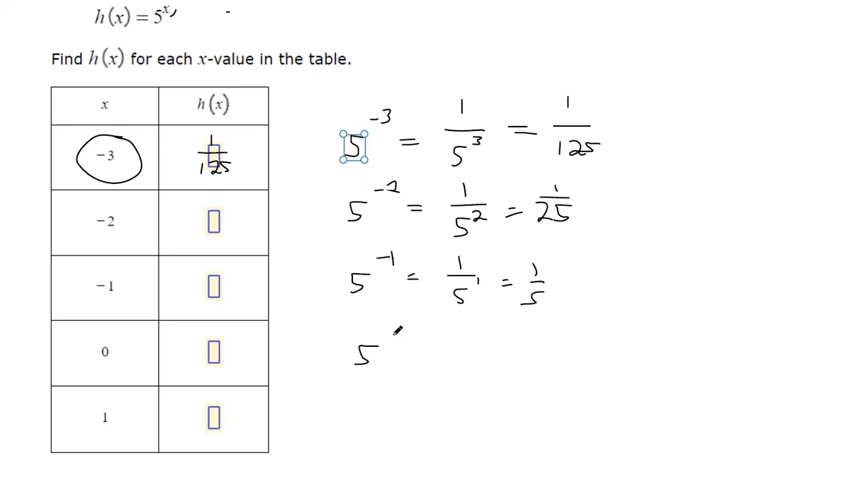 h(x) = 5^x,
Find h(x) for each x-value in the table.
x h(x)
-3 1/125
-2
-1
0
1
5^-3 = 1/5^3 = 1/125
5^-2 = 1/5^2 = 1/25
5^-1 = 1/5^1 = 1/5
5